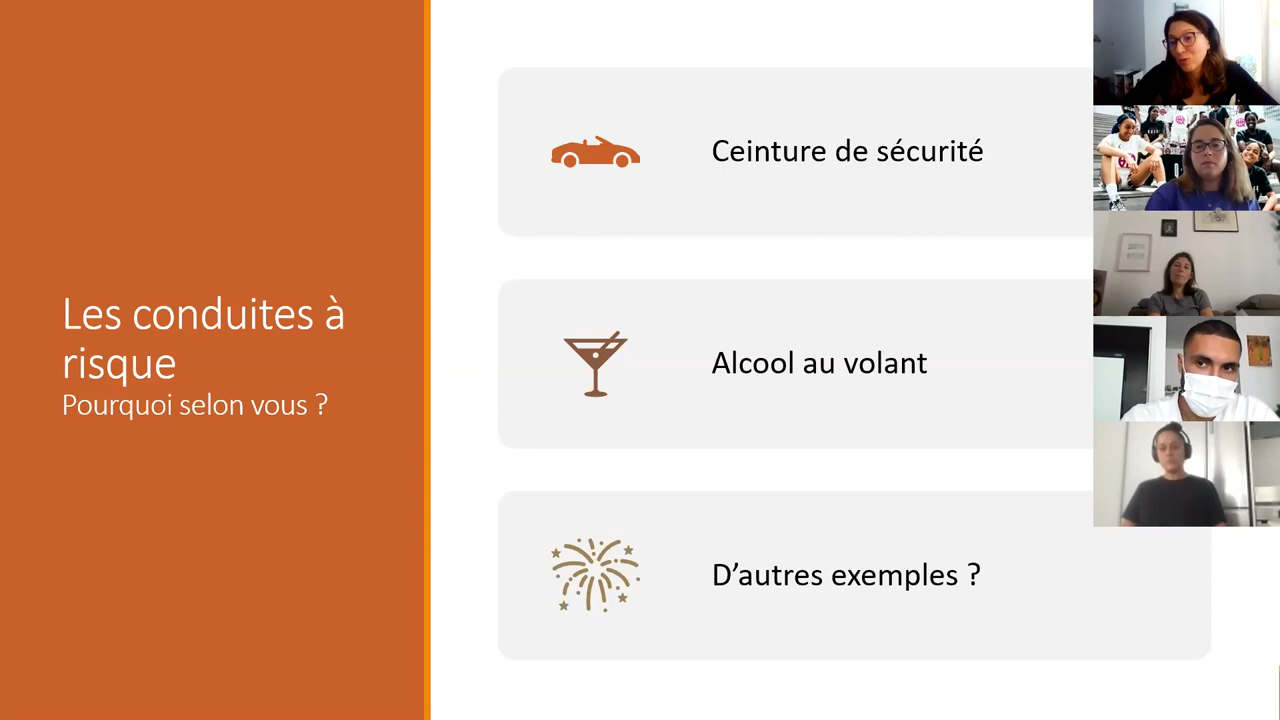 Les conduites à
risque
Pourquoi selon vous ?
Ceinture de sécurité
Alcool au volant
D’autres exemples ?